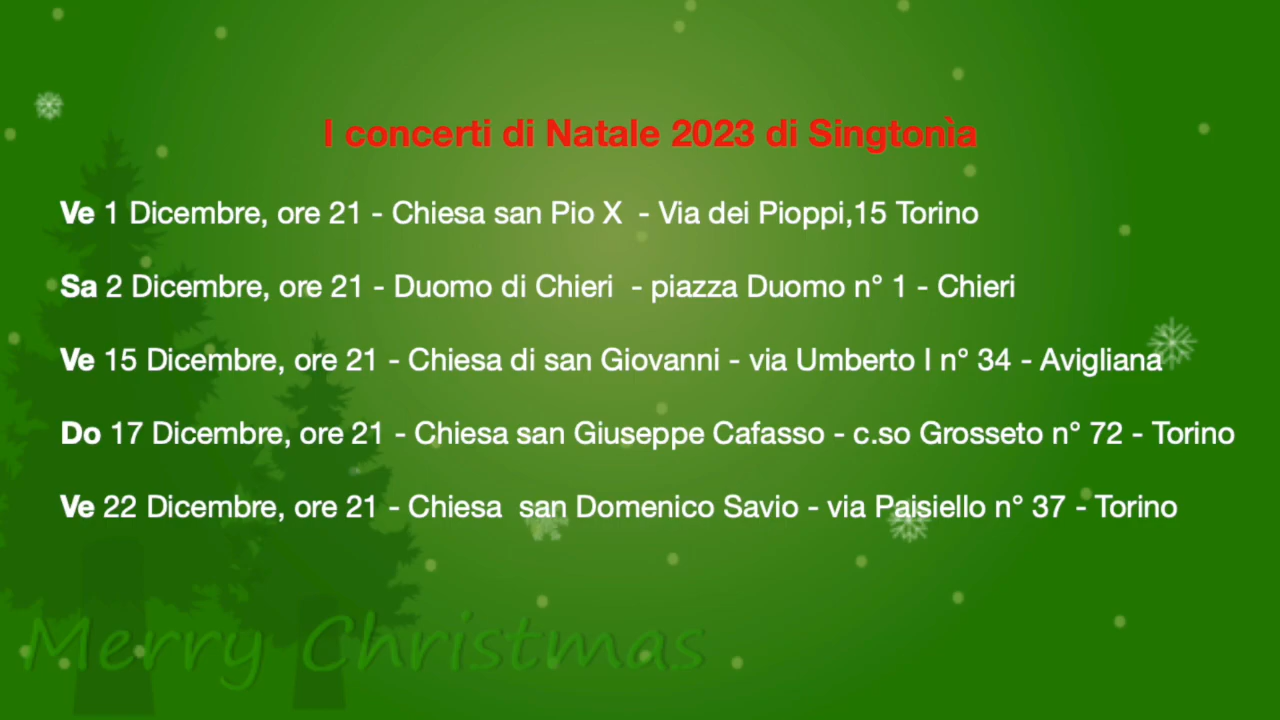 I concerti di Natale 2023 di Singtonìa
Ve 1 Dicembre, ore 21 - Chiesa san Pio X - Via dei Pioppi,15 Torino
Sa 2 Dicembre, ore 21 - Duomo di Chieri - piazza Duomo n° 1 - Chieri
Ve 15 Dicembre, ore 21 - Chiesa di san Giovanni - via Umberto I n° 34 - Avigliana
Do 17 Dicembre, ore 21 - Chiesa san Giuseppe Cafasso - c.so Grosseto n° 72 - Torino
Ve 22 Dicembre, ore 21 - Chiesa san Domenico Savio - via Paisiello n° 37 - Torino
Merry Christmas